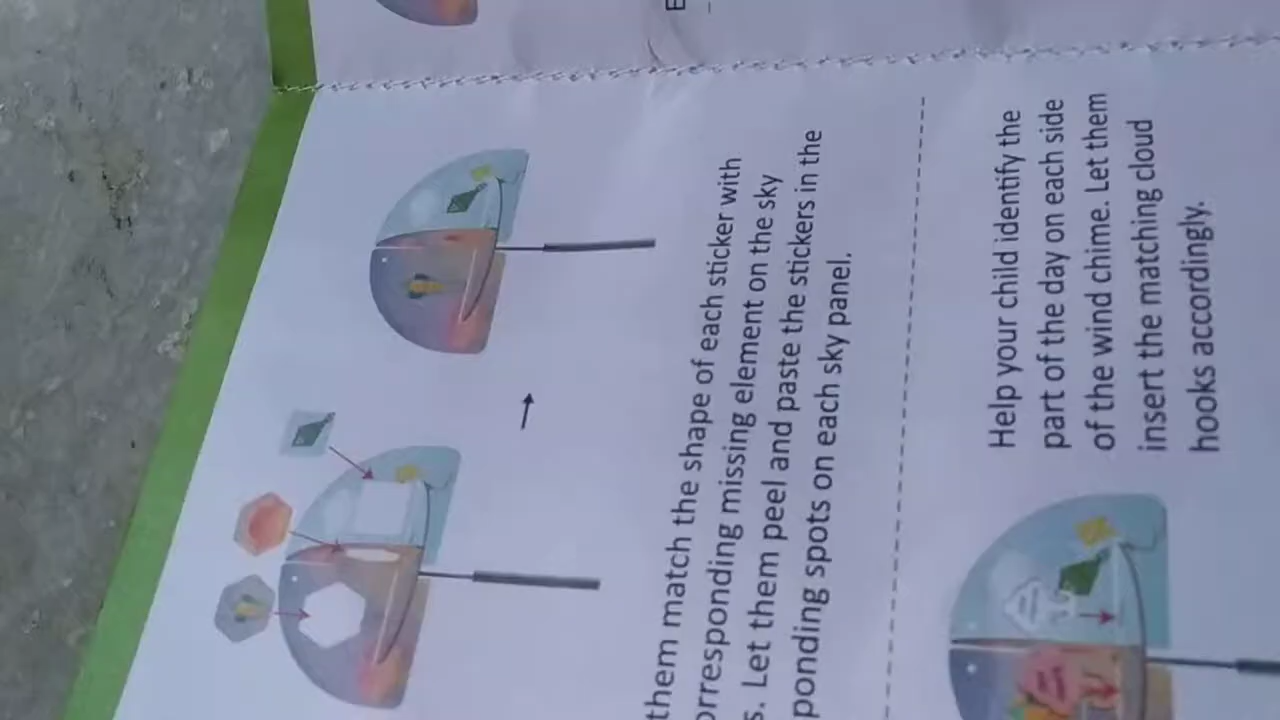 them match the shape of each sticker with
orresponding missing element on the sky
s. Let them peel and paste the stickers in the
ponding spots on each sky panel.
Help your child identify the
part of the day on each side
of the wind chime. Let them
insert the matching cloud
hooks accordingly.